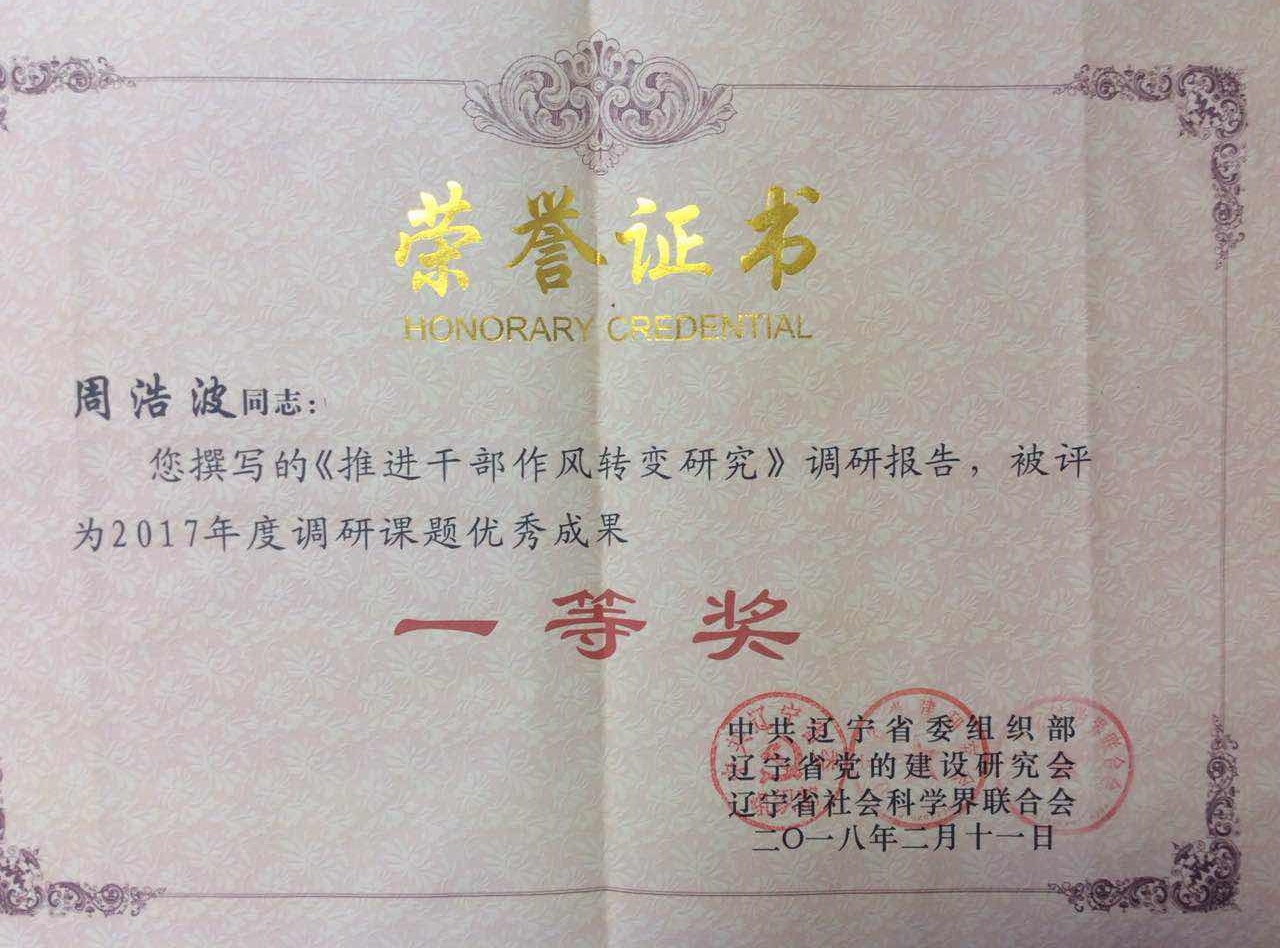 荣誉证书
HONORARY CREDENTIAL
周浩波同志：
您撰写的《推进干部作风转变研究》调研报告，被评
为2017年度调研课题优秀成果
一等奖
中共辽宁省委组织部
辽宁省党的建设研究会
辽宁省社会科学界联合会
二〇一八年二月十一日